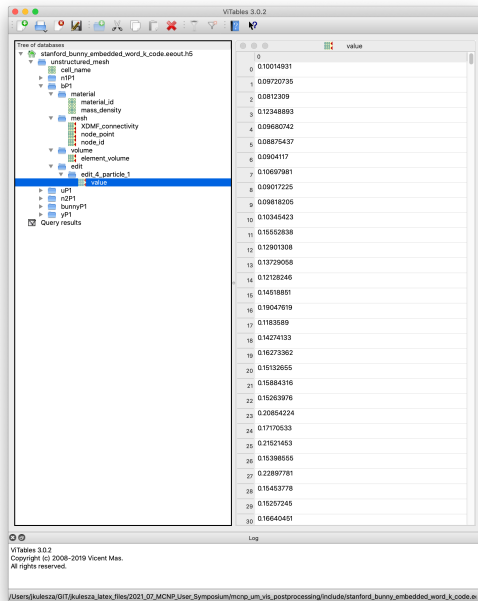 ViTables 3.0.2
Tree of databases
stanford_bunny_embedded_word_k_code.eeout.h5
unstructured_mesh
cell_name
n1P1
bP1
material
material_id
mass_density
mesh
XDMF_connectivity
node_point
node_id
volume
element_volume
edit
edit_4_particle_1
value
uP1
n2P1
bunnyP1
yP1
Query results
value
0
0 0.10014931
1 0.09720735
2 0.0812309
3 0.12348893
4 0.09680742
5 0.08875437
6 0.0904117
7 0.10697981
8 0.09017225
9 0.09818205
10 0.10345423
11 0.15552838
12 0.12901308
13 0.13729058
14 0.12128246
15 0.14518851
16 0.19047619
17 0.1183589
18 0.14274133
19 0.16273362
20 0.15132655
21 0.15884316
22 0.15263976
23 0.20854224
24 0.17170533
25 0.21521453
26 0.15398555
27 0.22897781
28 0.15453778
29 0.15257245
30 0.16640451
Log
ViTables 3.0.2
Copyright (c) 2008-2019 Vicent Mas.
All rights reserved.
/Users/jkulesza/GIT/jkulesza_latex_files/2021_07_MCNP_User_Symposium/mcnp_um_vis_postprocessing/include/stanford_bunny_embedded_word_k_code.ee